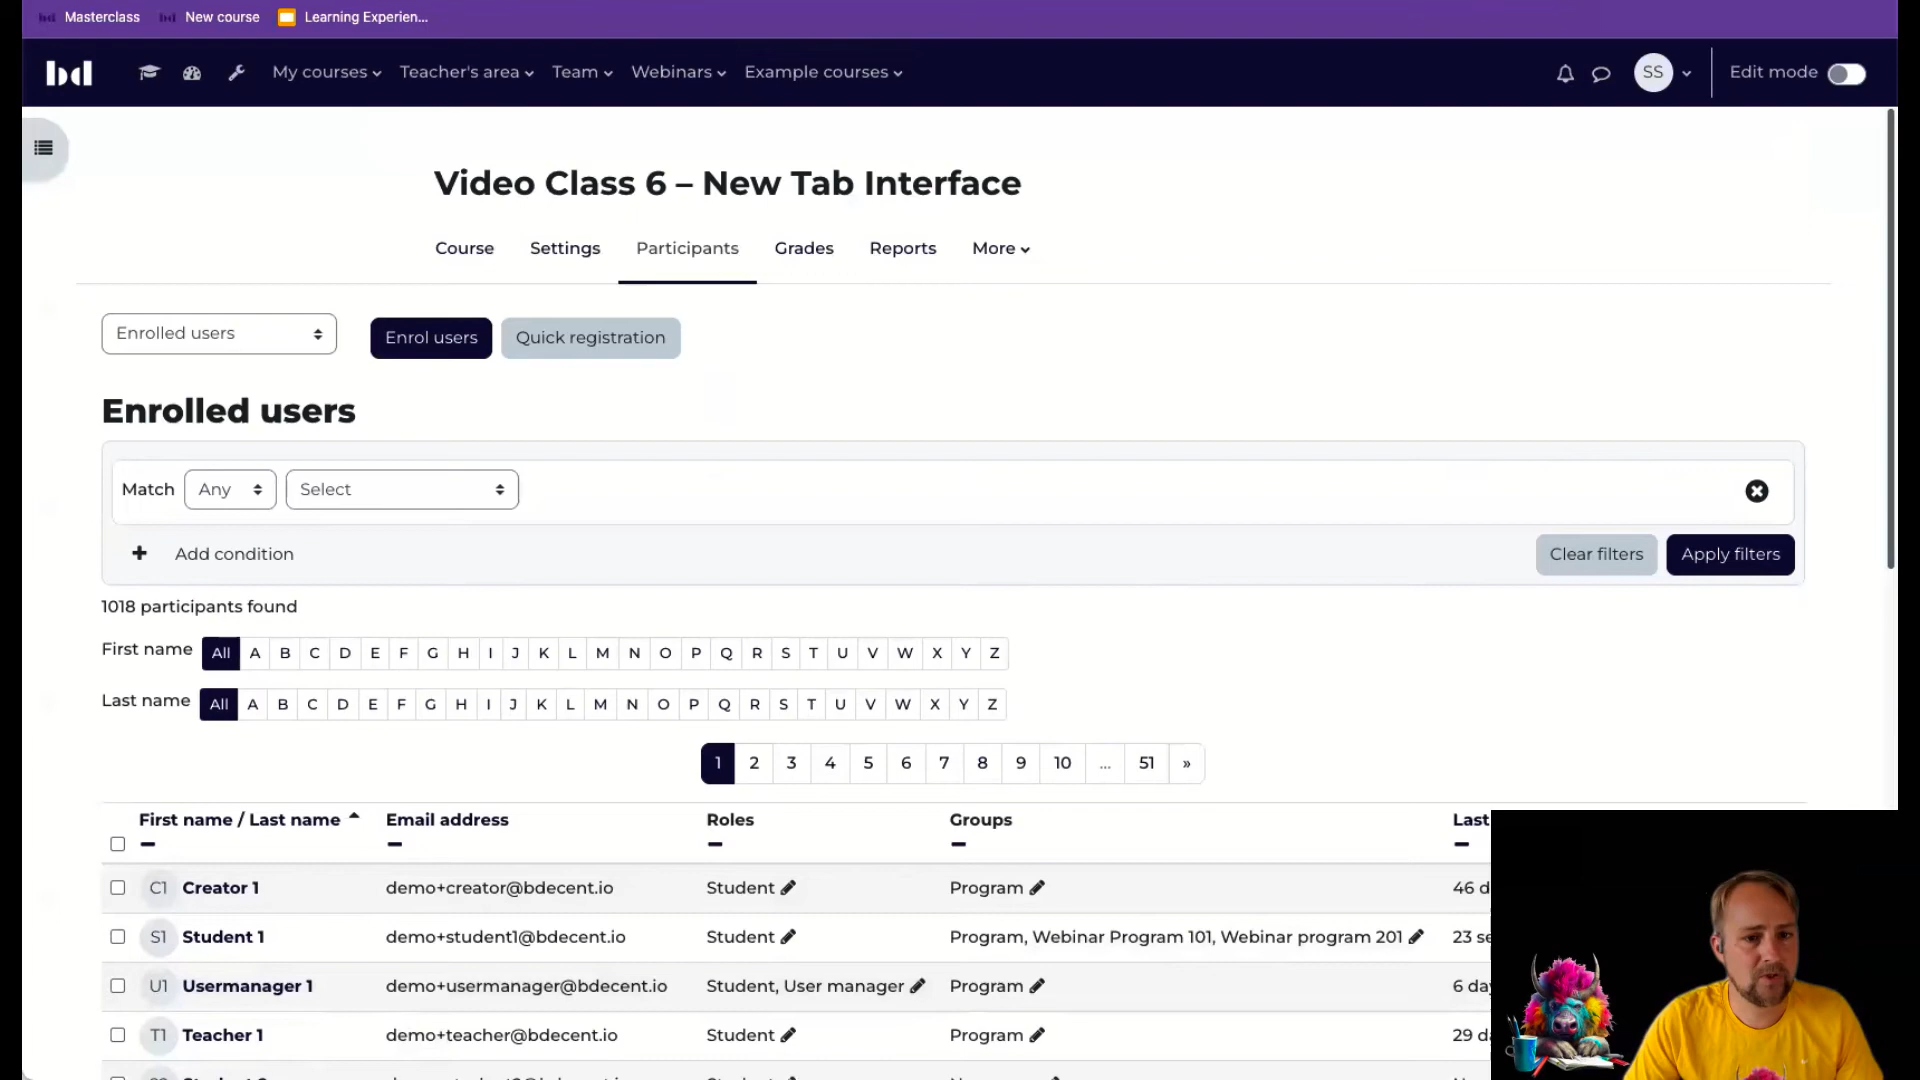 Masterclass New course Learning Experien...
bd My courses Teacher's area Team Webinars Example courses SS Edit mode
Video Class 6 – New Tab Interface
Course Settings Participants Grades Reports More
Enrolled users Enrol users Quick registration
Enrolled users
Match Any Select
Add condition Clear filters Apply filters
1018 participants found
First name All A B C D E F G H I J K L M N O P Q R S T U V W X Y Z
Last name All A B C D E F G H I J K L M N O P Q R S T U V W X Y Z
1 2 3 4 5 6 7 8 9 10 ... 51 »
First name / Last name Email address Roles Groups Last
C1 Creator 1 demo+creator@bdecent.io Student Program 46 d
S1 Student 1 demo+student1@bdecent.io Student Program, Webinar Program 101, Webinar program 201 23 se
U1 Usermanager 1 demo+usermanager@bdecent.io Student, User manager Program 6 day
T1 Teacher 1 demo+teacher@bdecent.io Student Program 29 d